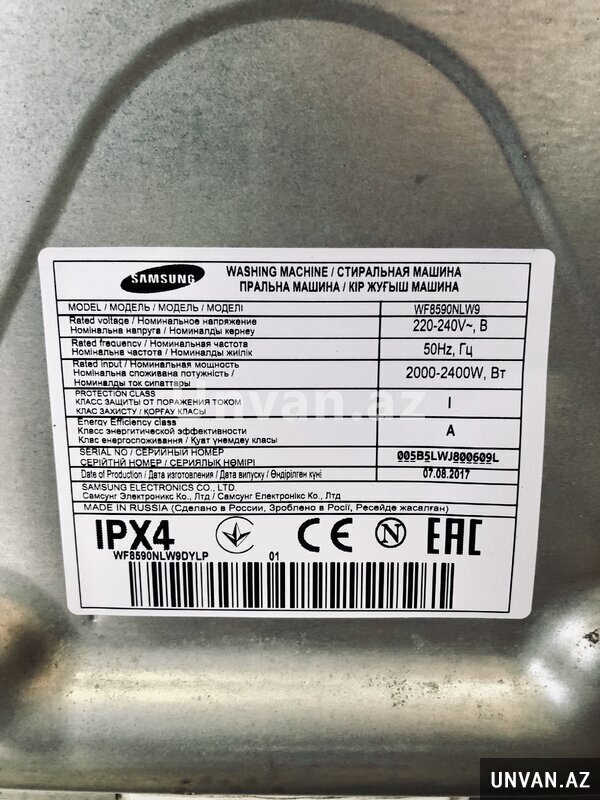 SAMSUNG
WASHING MACHINE / СТИРАЛЬНАЯ МАШИНА
ПРАЛЬНА МАШИНА / КІР ЖУҒЫШ МАШИНА
MODEL / МОДЕЛЬ / МОДЕЛЬ / МОДЕЛІ WF8590NLW9
Rated voltage / Номинальное напряжение
Номінальна напруга / Номиналды кернеу
220-240V~, В
Rated frequency / Номинальная частота
Номінальна частота / Номиналды жиілік
50Hz, Гц
Rated input / Номинальная мощность
Номінальна споживана потужність /
Номиналды ток сипаттары
2000-2400W, Вт
PROTECTION CLASS
КЛАСС ЗАЩИТЫ ОТ ПОРАЖЕНИЯ ТОКОМ
КЛАС ЗАХИСТУ / ҚОРҒАУ КЛАСЫ
I
Energy Efficiency class
Класс энергетической эффективности
Клас енергоспоживання / Қуат үнемдеу класы
A
SERIAL NO / СЕРИЙНЫЙ НОМЕР
СЕРІЙТНЙ НОМЕР / СЕРИЯЛЫҚ НӨМІРІ
005B5LWJ800609L
Date of Production / Дата изготовления / Дата випуску / Өндірілген күні 07.08.2017
SAMSUNG ELECTRONICS CO., LTD.
Самсунг Электроникс Ко., Лтд / Самсунг Електронікс Ко., Лтд
MADE IN RUSSIA (Сделано в России, Зроблено в Росії, Ресейде жасалған)
IPX4 CE N EAC
WF8590NLW9DYLP 01
unvan.az
UNVAN.AZ